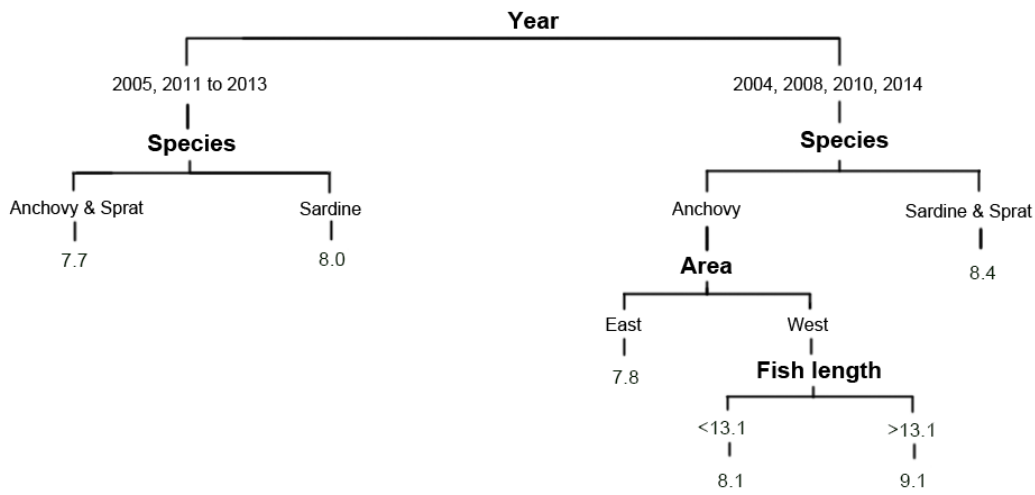 Year
2005, 2011 to 2013
2004, 2008, 2010, 2014
Species
Species
Anchovy & Sprat
Sardine
Anchovy
Sardine & Sprat
7.7
8.0
Area
8.4
East
West
7.8
Fish length
<13.1
>13.1
8.1
9.1